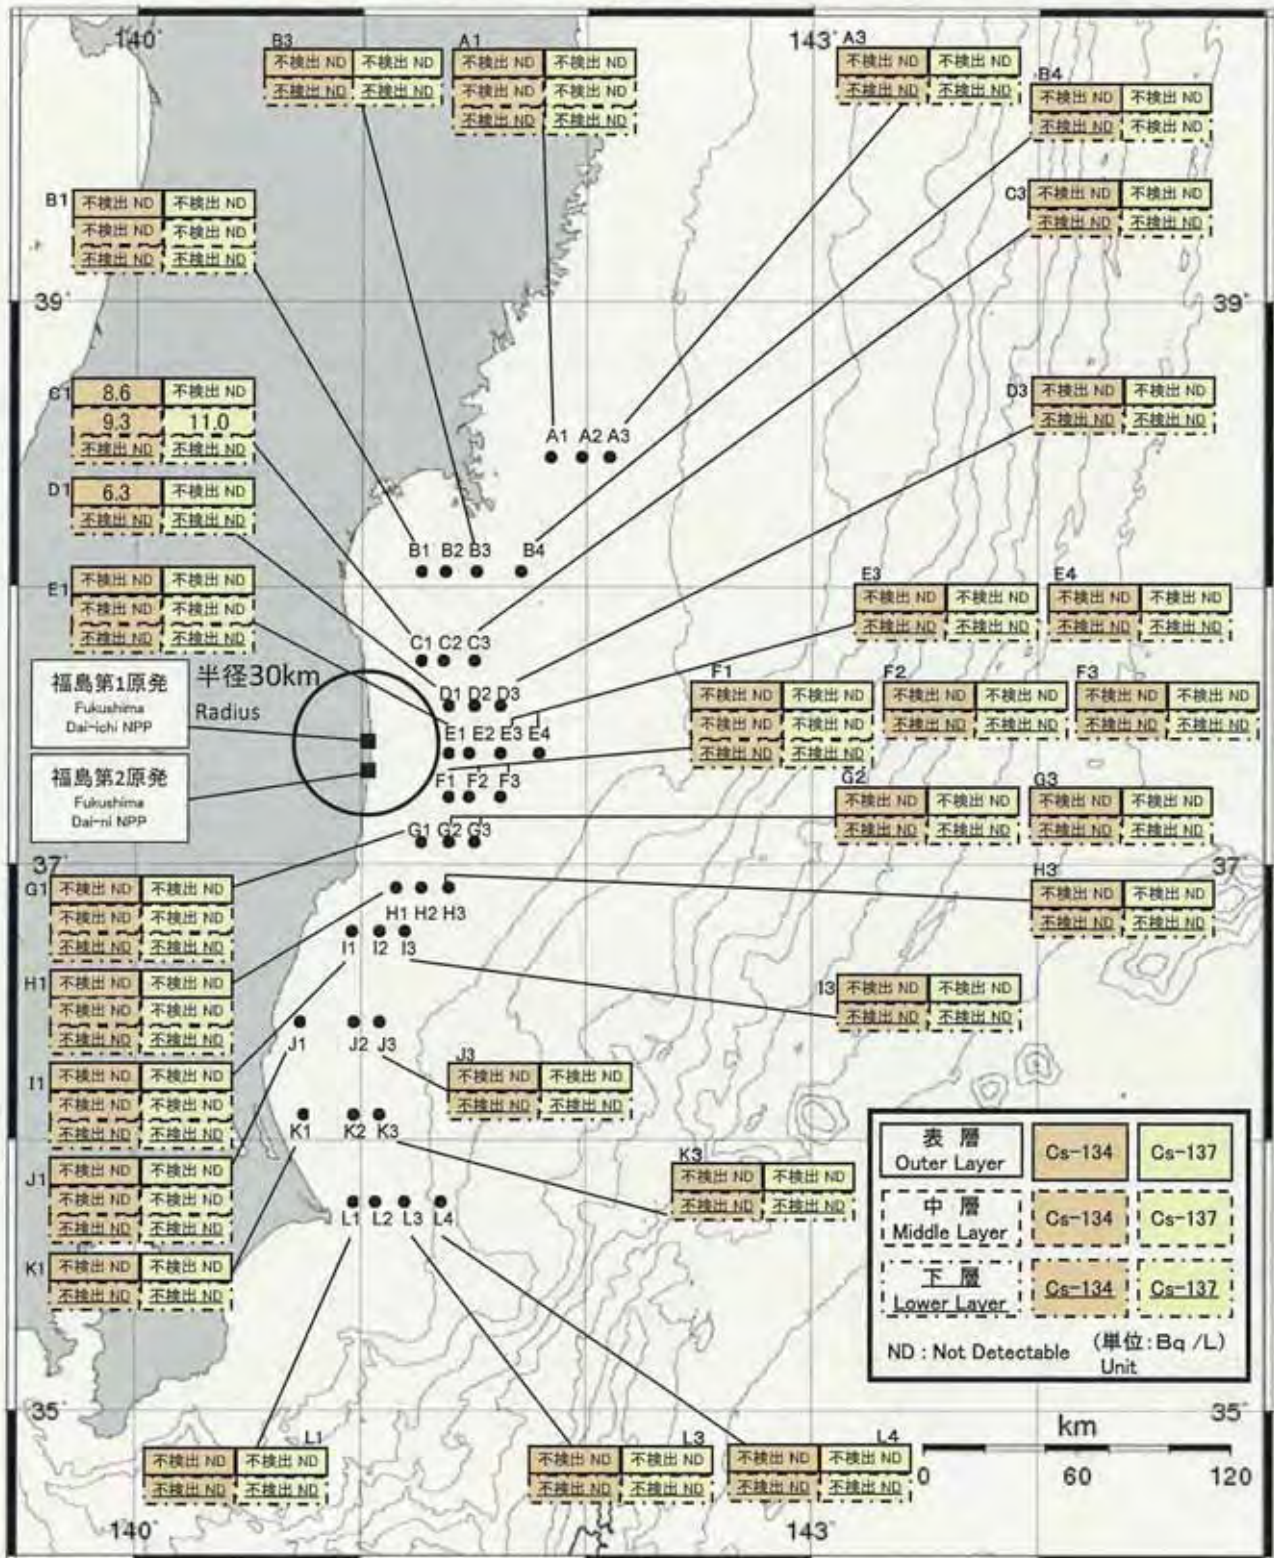 140° 143°
B3
不検出 ND 不検出 ND
不検出 ND 不検出 ND
A1
不検出 ND 不検出 ND
不検出 ND 不検出 ND
不検出 ND 不検出 ND
A3
不検出 ND 不検出 ND
不検出 ND 不検出 ND
B4
不検出 ND 不検出 ND
不検出 ND 不検出 ND
B1
不検出 ND 不検出 ND
不検出 ND 不検出 ND
不検出 ND 不検出 ND
C3
不検出 ND 不検出 ND
不検出 ND 不検出 ND
39° 39°
C1
8.6 不検出 ND
9.3 11.0
不検出 ND 不検出 ND
D3
不検出 ND 不検出 ND
不検出 ND 不検出 ND
A1 A2 A3
D1
6.3 不検出 ND
不検出 ND 不検出 ND
B1 B2 B3 B4
E1
不検出 ND 不検出 ND
不検出 ND 不検出 ND
不検出 ND 不検出 ND
E3
不検出 ND 不検出 ND
不検出 ND 不検出 ND
E4
不検出 ND 不検出 ND
不検出 ND 不検出 ND
C1 C2 C3
福島第1原発
Fukushima
Dai-ichi NPP
半径30km
Radius
D1 D2 D3
F1
不検出 ND 不検出 ND
不検出 ND 不検出 ND
不検出 ND 不検出 ND
F2
不検出 ND 不検出 ND
不検出 ND 不検出 ND
F3
不検出 ND 不検出 ND
不検出 ND 不検出 ND
E1 E2 E3 E4
福島第2原発
Fukushima
Dai-ni NPP
F1 F2 F3
G2
不検出 ND 不検出 ND
不検出 ND 不検出 ND
G3
不検出 ND 不検出 ND
不検出 ND 不検出 ND
G1 G2 G3
37° 37°
G1
不検出 ND 不検出 ND
不検出 ND 不検出 ND
不検出 ND 不検出 ND
H3
不検出 ND 不検出 ND
不検出 ND 不検出 ND
H1 H2 H3
I1 I2 I3
H1
不検出 ND 不検出 ND
不検出 ND 不検出 ND
不検出 ND 不検出 ND
I3
不検出 ND 不検出 ND
不検出 ND 不検出 ND
J1 J2 J3
I1
不検出 ND 不検出 ND
不検出 ND 不検出 ND
不検出 ND 不検出 ND
J3
不検出 ND 不検出 ND
不検出 ND 不検出 ND
K1 K2 K3
J1
不検出 ND 不検出 ND
不検出 ND 不検出 ND
不検出 ND 不検出 ND
K3
不検出 ND 不検出 ND
不検出 ND 不検出 ND
L1 L2 L3 L4
K1
不検出 ND 不検出 ND
不検出 ND 不検出 ND
表 層
Outer Layer Cs-134 Cs-137
中 層
Middle Layer Cs-134 Cs-137
下 層
Lower Layer Cs-134 Cs-137
ND : Not Detectable (単位:Bq /L)
Unit
35° 35°
L1
不検出 ND 不検出 ND
不検出 ND 不検出 ND
L3
不検出 ND 不検出 ND
不検出 ND 不検出 ND
L4
不検出 ND 不検出 ND
不検出 ND 不検出 ND
km
0 60 120
140° 143°